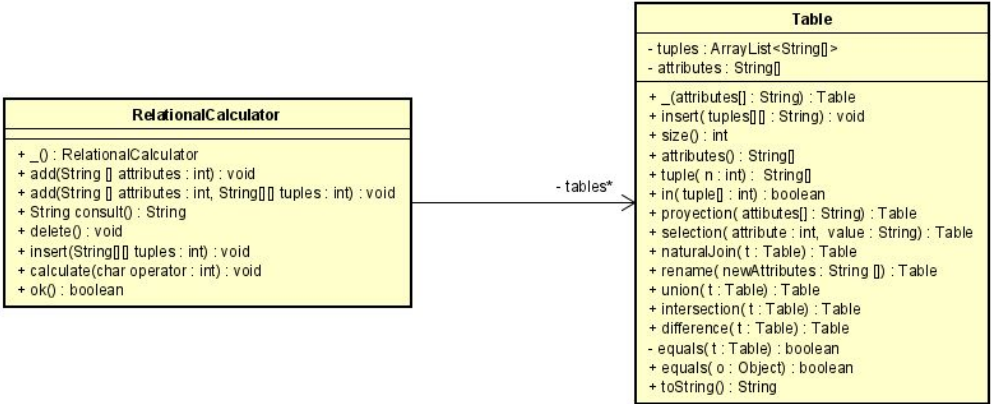 RelationalCalculator
+ _() : RelationalCalculator
+ add(String [] attributes : int) : void
+ add(String [] attributes : int, String[][] tuples : int) : void
+ String consult() : String
+ delete() : void
+ insert(String[][] tuples : int) : void
+ calculate(char operator : int) : void
+ ok() : boolean
- tables*
Table
- tuples : ArrayList<String[]>
- attributes : String[]
+ _(attributes[] : String) : Table
+ insert( tuples[][] : String) : void
+ size() : int
+ attributes() : String[]
+ tuple( n : int) : String[]
+ in( tuple[] : int) : boolean
+ proyection( attibutes[] : String) : Table
+ selection( attribute : int, value : String) : Table
+ naturalJoin( t : Table) : Table
+ rename( newAttributes : String []) : Table
+ union( t : Table) : Table
+ intersection( t : Table) : Table
+ difference( t : Table) : Table
- equals( t : Table) : boolean
+ equals( o : Object) : boolean
+ toString() : String